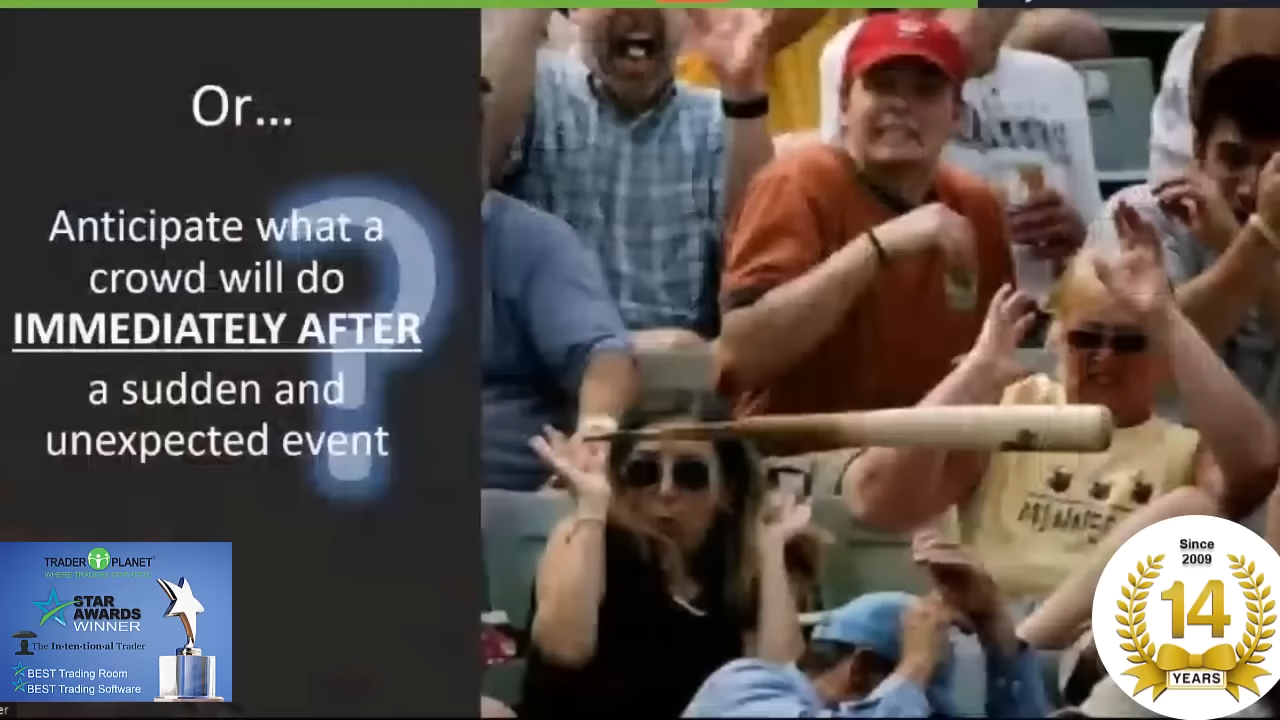 Or...
Anticipate what a
crowd will do
IMMEDIATELY AFTER
a sudden and
unexpected event
TRADER PLANET
WHERE TRADERS GRAVITATE
STAR
AWARDS
WINNER
The In·ten·tion·al Trader
BEST Trading Room
BEST Trading Software
Since
2009
14
YEARS